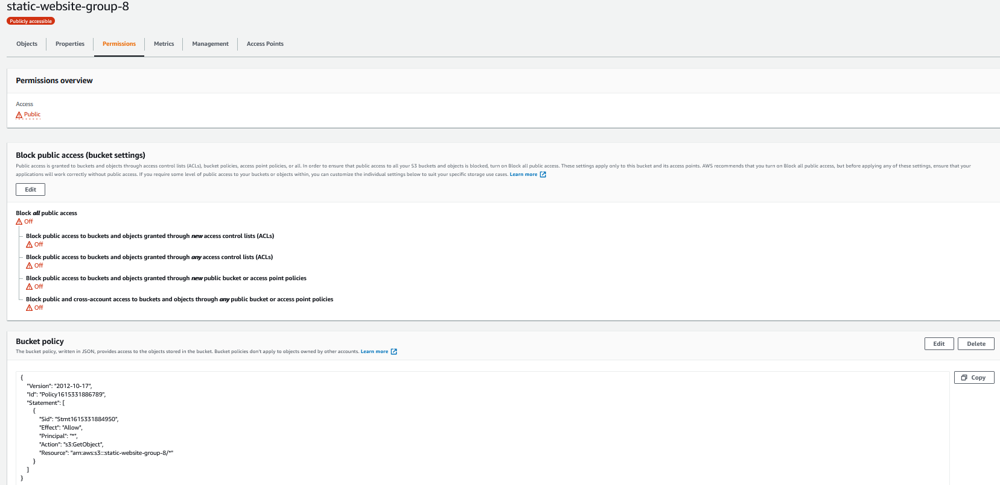 static-website-group-8
Publicly accessible
Objects
Properties
Permissions
Metrics
Management
Access Points
Permissions overview
Access
Public
Block public access (bucket settings)
Public access is granted to buckets and objects through access control lists (ACLs), bucket policies, access point policies, or all. In order to ensure that public access to all your S3 buckets and objects is blocked, turn on Block all public access. These settings apply only to this bucket and its access points. AWS recommends that you turn on Block all public access, but before applying any of these settings, ensure that your
applications will work correctly without public access. If you require some level of public access to your buckets or objects within, you can customize the individual settings below to suit your specific storage use cases. Learn more
Edit
Block all public access
Off
Block public access to buckets and objects granted through new access control lists (ACLs)
Off
Block public access to buckets and objects granted through any access control lists (ACLs)
Off
Block public access to buckets and objects granted through new public bucket or access point policies
Off
Block public and cross-account access to buckets and objects through any public bucket or access point policies
Off
Bucket policy
The bucket policy, written in JSON, provides access to the objects stored in the bucket. Bucket policies don't apply to objects owned by other accounts. Learn more
Edit
Delete
Copy
{
"Version": "2012-10-17",
"Id": "Policy1615331886789",
"Statement": [
{
"Sid": "Stmt1615331884950",
"Effect": "Allow",
"Principal": "*",
"Action": "s3:GetObject",
"Resource": "arn:aws:s3:::static-website-group-8/*"
}
]
}